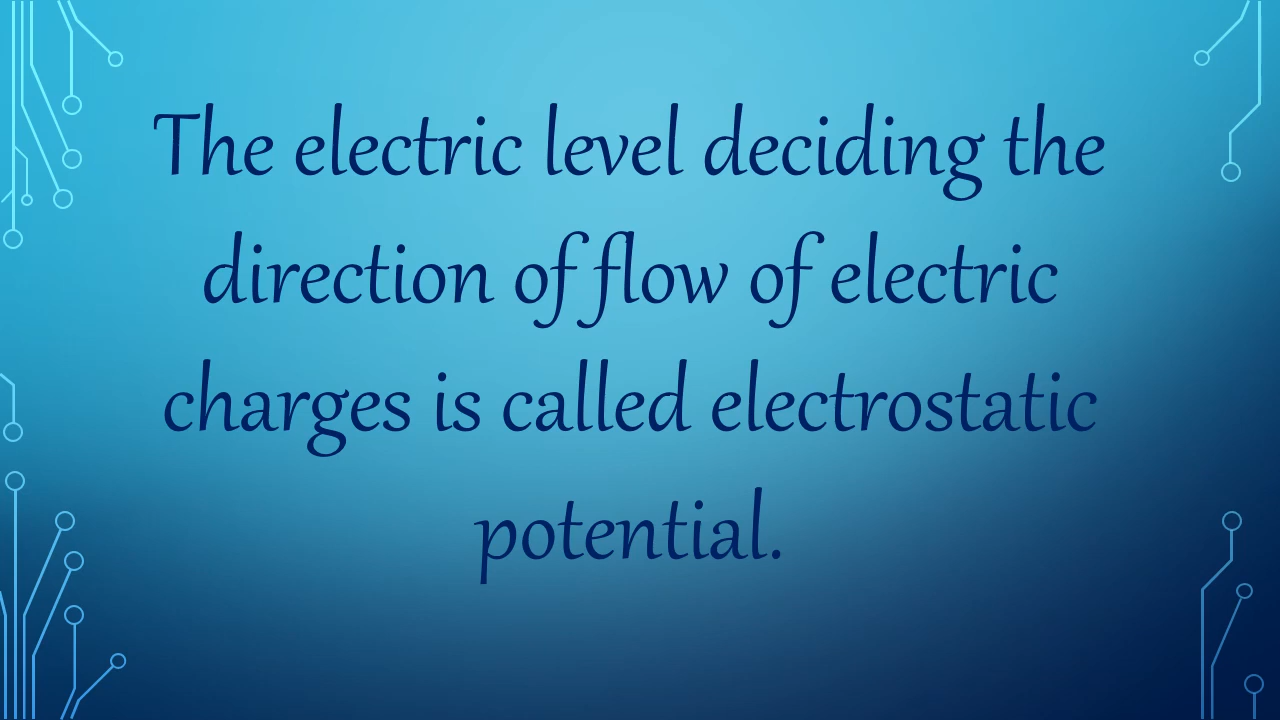 The electric level deciding the
direction of flow of electric
charges is called electrostatic
potential.